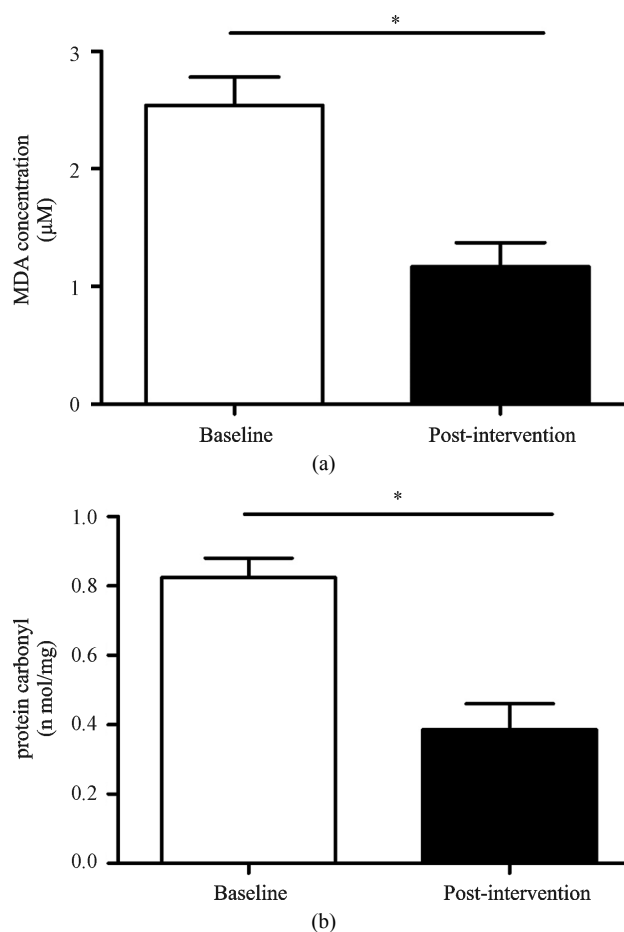 *
3
2
1
0
MDA concentration
(μM)
Baseline
Post-intervention
(a)
*
1.0
0.8
0.6
0.4
0.2
0.0
protein carbonyl
(n mol/mg)
Baseline
Post-intervention
(b)